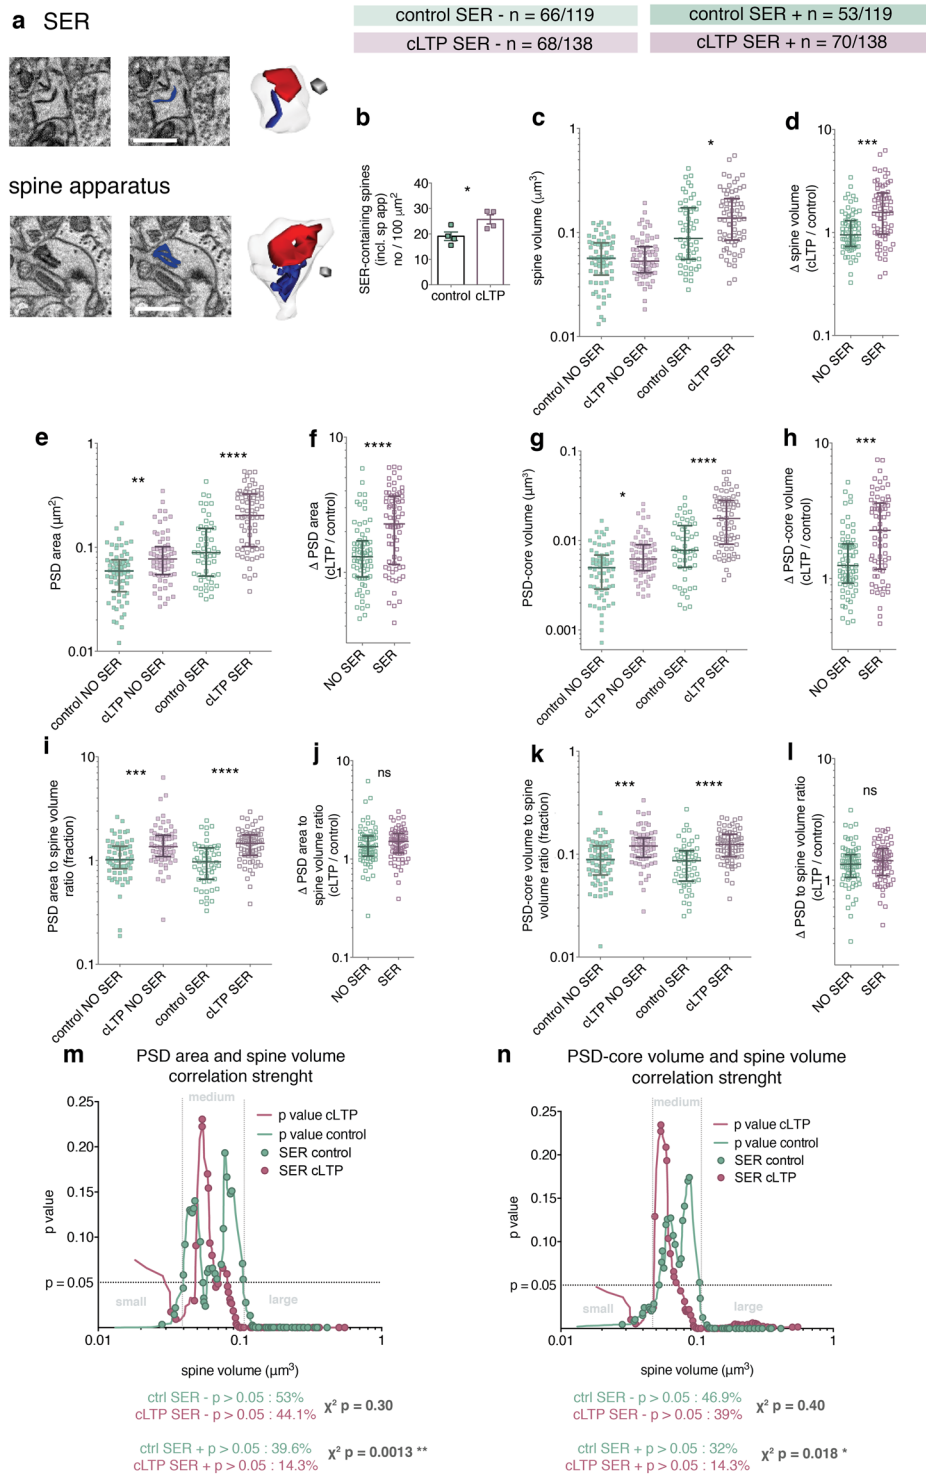 a SER
control SER - n = 66/119
control SER + n = 53/119
cLTP SER - n = 68/138
cLTP SER + n = 70/138
spine apparatus
b
SER-containing spines
(incl. sp app)
no / 100 μm²
40
30
20
10
0
*
control cLTP
c
spine volume (μm³)
1
0.1
0.01
*
control NO SER
cLTP NO SER
control SER
cLTP SER
d
Δ spine volume
(cLTP / control)
10
1
0.1
***
NO SER
SER
e
PSD area (μm²)
1
0.1
0.01
**
****
control NO SER
cLTP NO SER
control SER
cLTP SER
f
Δ PSD area
(cLTP / control)
10
1
****
NO SER
SER
g
PSD-core volume (μm³)
0.1
0.01
0.001
*
****
control NO SER
cLTP NO SER
control SER
cLTP SER
h
Δ PSD-core volume
(cLTP / control)
10
1
***
NO SER
SER
i
PSD area to spine volume
ratio (fraction)
10
1
0.1
***
****
control NO SER
cLTP NO SER
control SER
cLTP SER
j
Δ PSD area to
spine volume ratio
(cLTP / control)
10
1
0.1
ns
NO SER
SER
k
PSD-core volume to spine
volume ratio (fraction)
1
0.1
0.01
***
****
control NO SER
cLTP NO SER
control SER
cLTP SER
l
Δ PSD to spine volume ratio
(cLTP / control)
10
1
ns
NO SER
SER
m
PSD area and spine volume
correlation strenght
medium
p value cLTP
p value control
SER control
SER cLTP
p value
0.25
0.20
0.15
0.10
p = 0.05
0.00
small
large
0.01
0.1
1
spine volume (μm³)
ctrl SER - p > 0.05 : 53%
cLTP SER - p > 0.05 : 44.1%
χ² p = 0.30
ctrl SER + p > 0.05 : 39.6%
cLTP SER + p > 0.05 : 14.3%
χ² p = 0.0013 **
n
PSD-core volume and spine volume
correlation strenght
medium
p value cLTP
p value control
SER control
SER cLTP
p value
0.25
0.20
0.15
0.10
p = 0.05
0.00
small
large
0.01
0.1
1
spine volume (μm³)
ctrl SER - p > 0.05 : 46.9%
cLTP SER - p > 0.05 : 39%
χ² p = 0.40
ctrl SER + p > 0.05 : 32%
cLTP SER + p > 0.05 : 14.3%
χ² p = 0.018 *